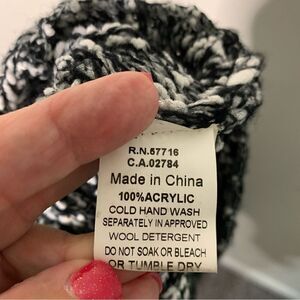 R.N.57716
C.A.02784
Made in China
100%ACRYLIC
COLD HAND WASH
SEPARATELY IN APPROVED
WOOL DETERGENT
DO NOT SOAK OR BLEACH
OR TUMBLE DRY